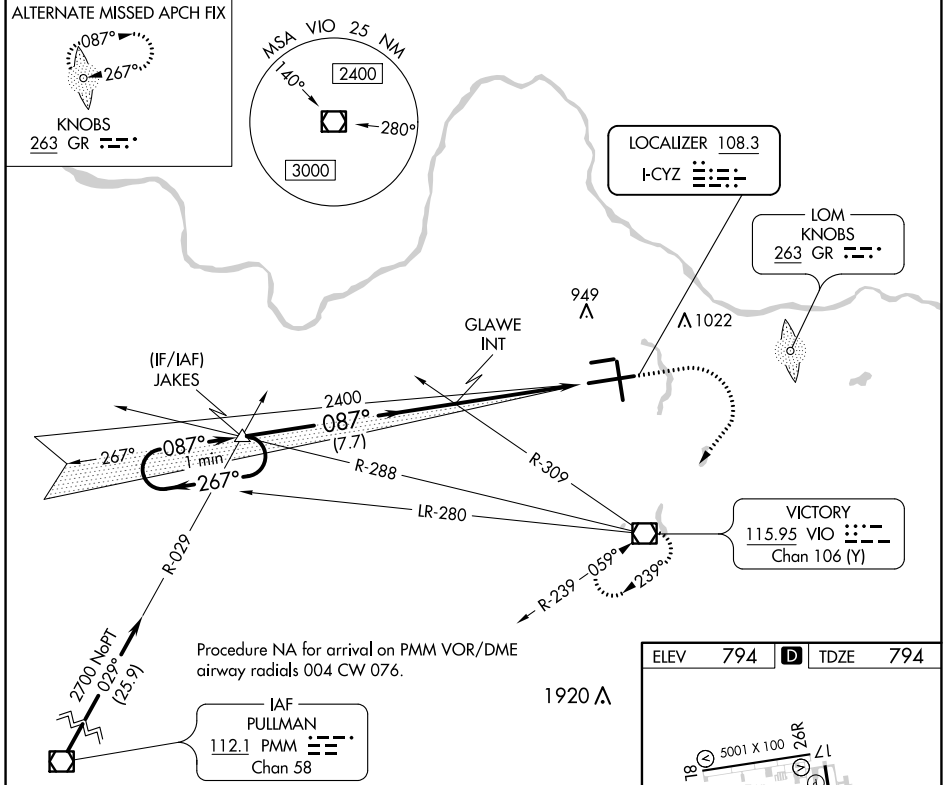 ALTERNATE MISSED APCH FIX
087°
267°
KNOBS
263 GR
MSA VIO 25 NM
2400
140°
280°
3000
LOCALIZER 108.3
I-CYZ
LOM
KNOBS
263 GR
949
1022
GLAWE
INT
(IF/IAF)
JAKES
2400
087°
(7.7)
267°
087°
1 min
267°
R-288
R-309
LR-280
VICTORY
115.95 VIO
Chan 106 (Y)
R-029
R-239
059°
239°
2700 NoPT
029°
(25.9)
Procedure NA for arrival on PMM VOR/DME
airway radials 004 CW 076.
IAF
PULLMAN
112.1 PMM
Chan 58
1920
ELEV 794 D TDZE 794
8L
5001 X 100
26R
17
V
V